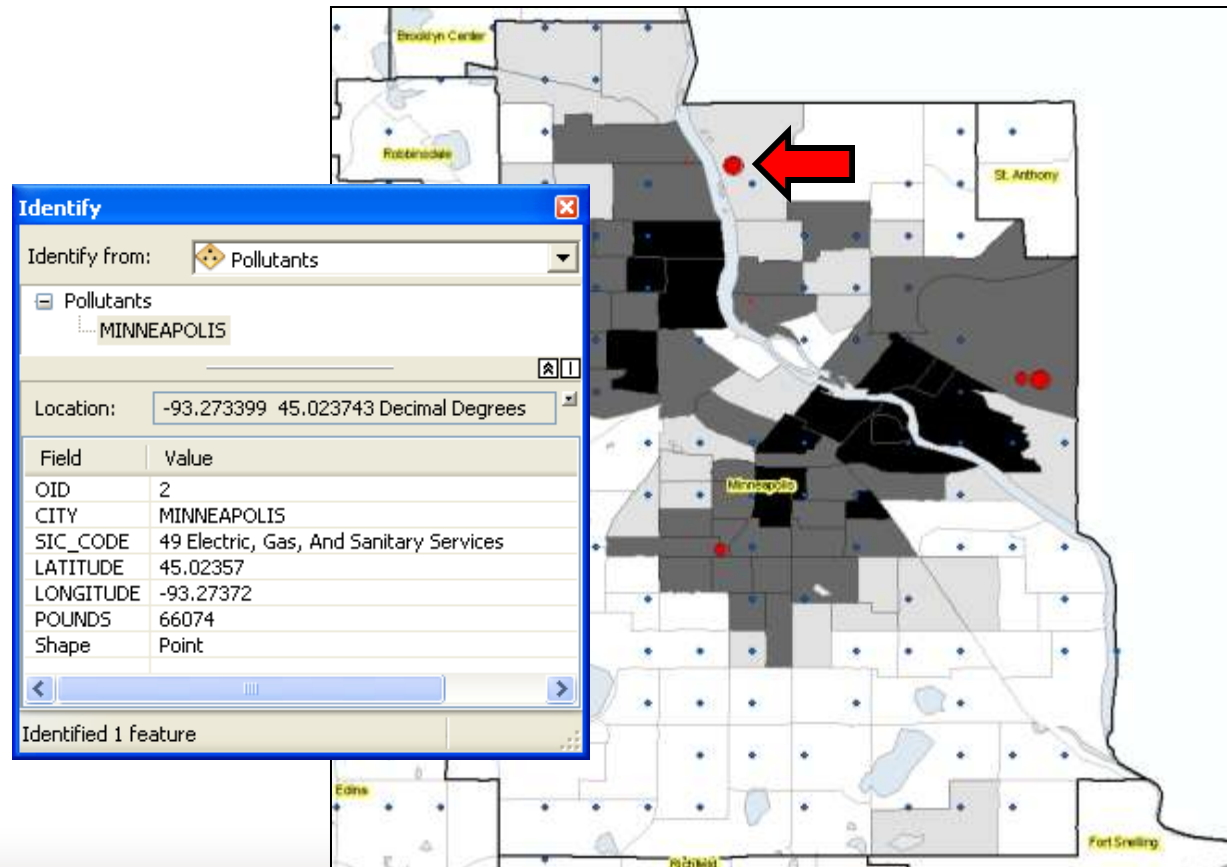 Identify
Identify from: Pollutants
Pollutants
MINNEAPOLIS
Location: -93.273399 45.023743 Decimal Degrees
Field Value
OID 2
CITY MINNEAPOLIS
SIC_CODE 49 Electric, Gas, And Sanitary Services
LATITUDE 45.02357
LONGITUDE -93.27372
POUNDS 66074
Shape Point
Identified 1 feature
Brooklyn Center
Robbinsdale
St. Anthony
Minneapolis
Edina
Fort Snelling
Richfield